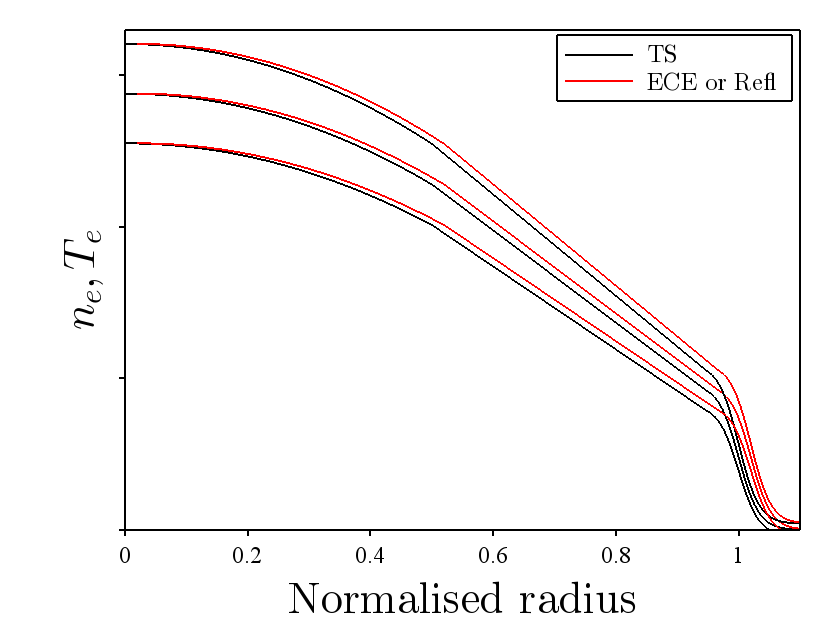 TS
ECE or Refl
n_e, T_e
0
0.2
0.4
0.6
0.8
1
Normalised radius